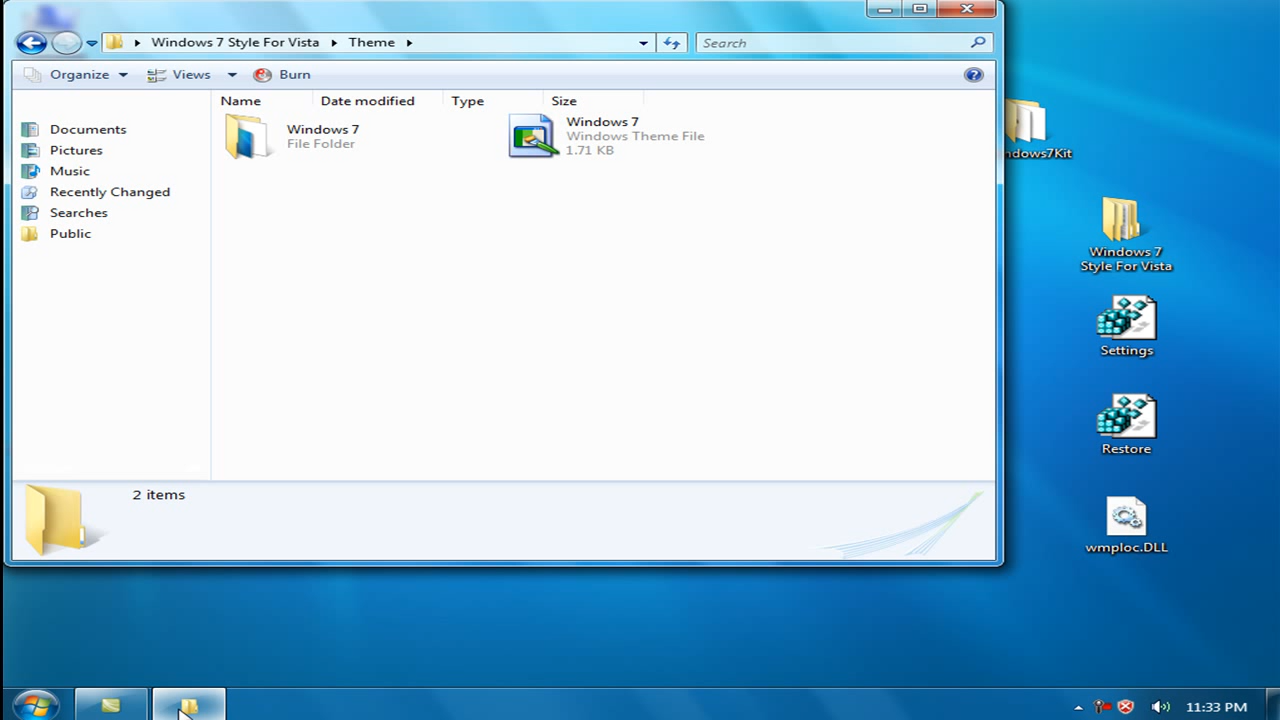 Windows 7 Style For Vista Theme
Search
Organize Views Burn
Name Date modified Type Size
Documents
Pictures
Music
Recently Changed
Searches
Public
Windows 7
File Folder
Windows 7
Windows Theme File
1.71 KB
2 items
ndows7Kit
Windows 7
Style For Vista
Settings
Restore
wmploc.DLL
11:33 PM